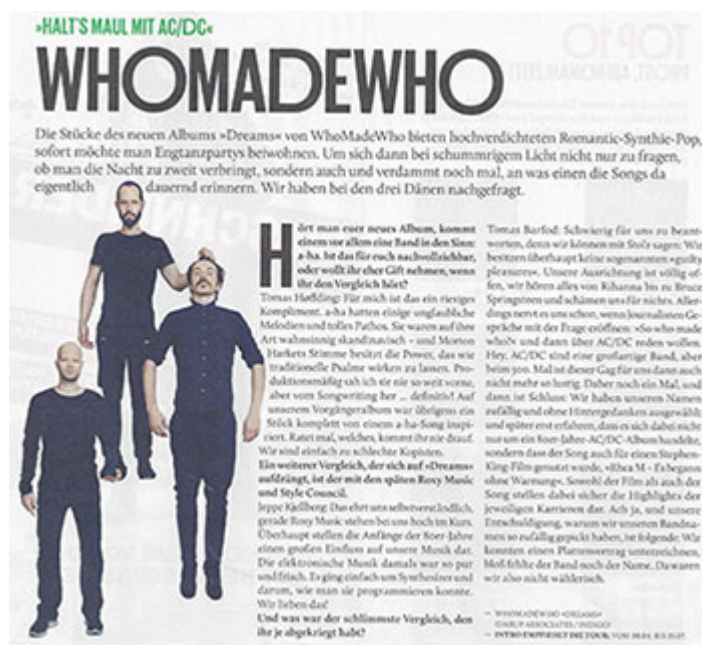 »HALT'S MAUL MIT AC/DC«
WHOMADEWHO
Die Stücke des neuen Albums »Dreams« von WhoMadeWho bieten hochverdichteten Romantic-Synthie-Pop,
sofort möchte man Engtanzpartys beiwohnen. Um sich dann bei schummrigem Licht nicht nur zu fragen,
ob man die Nacht zu zweit verbringt, sondern auch und verdammt noch mal, an was einen die Songs da
eigentlich dauernd erinnern. Wir haben bei den drei Dänen nachgefragt.
Hört man euer neues Album, kommt
einem vor allem eine Band in den Sinn:
a-ha. Ist das für euch nachvollziehbar,
oder wollt ihr eher Gift nehmen, wenn
ihr den Vergleich hört?
Tomas Høffding: Für mich ist das ein riesiges
Kompliment. a-ha hatten einige unglaubliche
Melodien und tolles Pathos. Sie waren auf ihre
Art wahnsinnig skandinavisch – und Morten
Harkets Stimme besitzt die Power, das wie
traditionelle Psalme wirken zu lassen. Pro-
duktionsmäßig sah ich sie nie so weit vorne,
aber vom Songwriting her ... definitiv! Auf
unserem Vorgängeralbum war übrigens ein
Stück komplett von einem a-ha-Song inspi-
riert. Ratet mal, welches, kommt ihr nie drauf.
Wir sind einfach zu schlechte Kopisten.
Ein weiterer Vergleich, der sich auf »Dreams«
aufdrängt, ist der mit den späten Roxy Music
und Style Council.
Jeppe Kjellberg: Das ehrt uns selbstverständlich,
gerade Roxy Music stehen bei uns hoch im Kurs.
Überhaupt stellen die Anfänge der 80er-Jahre
einen großen Einfluss auf unsere Musik dar.
Die elektronische Musik damals war so pur
und frisch. Es ging einfach um Synthesizer und
darum, wie man sie programmieren konnte.
Wir lieben das!
Und was war der schlimmste Vergleich, den
ihr je abgekriegt habt?
Tomas Barfod: Schwierig für uns zu beant-
worten, denn wir können mit Stolz sagen: Wir
besitzen überhaupt keine sogenannten »guilty
pleasures«. Unsere Ausrichtung ist völlig of-
fen, wir hören alles von Rihanna bis zu Bruce
Springsteen und schämen uns für nichts. Aller-
dings nervt es uns schon, wenn Journalisten Ge-
spräche mit der Frage eröffnen: »So who made
who?« und dann über AC/DC reden wollen.
Hey, AC/DC sind eine großartige Band, aber
beim 300. Mal ist dieser Gag für uns dann auch
nicht mehr so lustig. Daher noch ein Mal, und
dann ist Schluss: Wir haben unseren Namen
zufällig und ohne Hintergedanken ausgewählt
und später erst erfahren, dass es sich dabei nicht
nur um ein 80er-Jahre-AC/DC-Album handelte,
sondern dass der Song auch für einen Stephen-
King-Film genutzt wurde, »Rhea M – Es begann
ohne Warnung«. Sowohl der Film als auch der
Song stellen dabei sicher die Highlights der
jeweiligen Karrieren dar. Ach ja, und unsere
Entschuldigung, warum wir unseren Bandna-
men so zufällig gepickt haben, ist folgende: Wir
konnten einen Plattenvertrag unterzeichnen,
bloß fehlte der Band noch der Name. Da waren
wir also nicht wählerisch.
— WHOMADEWHO »DREAMS«
(DARUP ASSOCIATES / INDIGO)
— INTRO EMPFIEHLT DIE TOUR, VOM